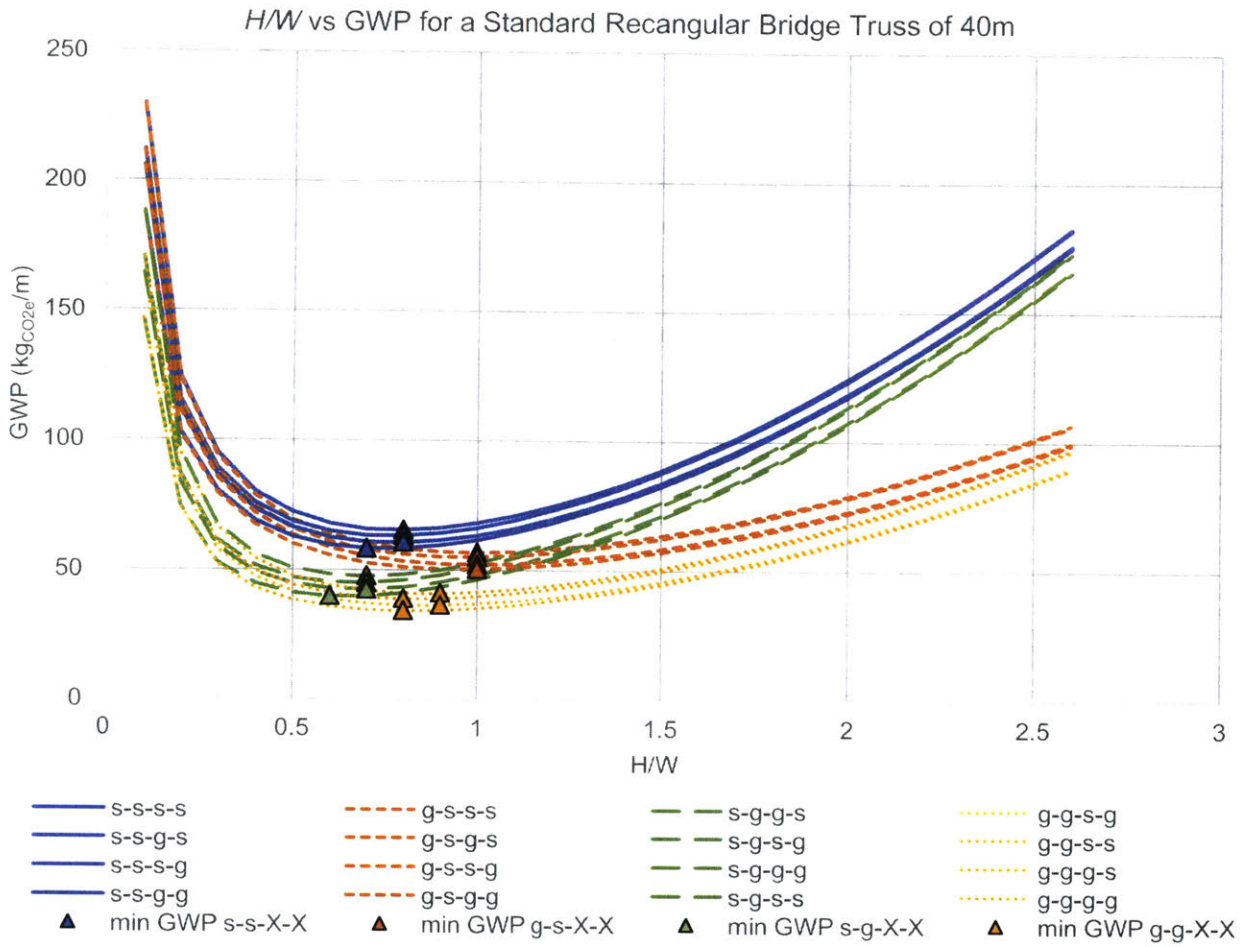 H/W vs GWP for a Standard Recangular Bridge Truss of 40m
250
200
150
100
50
0
GWP (kgCO2e/m)
0 0.5 1 1.5 2 2.5 3
H/W
s-s-s-s g-s-s-s s-g-g-s g-g-s-g
s-s-g-s g-s-g-s s-g-s-g g-g-s-s
s-s-s-g g-s-s-g s-g-g-g g-g-g-s
s-s-g-g g-s-g-g s-g-s-s g-g-g-g
min GWP s-s-X-X min GWP g-s-X-X min GWP s-g-X-X min GWP g-g-X-X